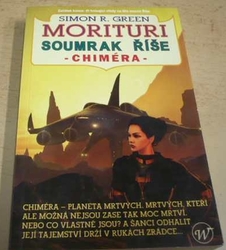 SIMON R. GREEN
MORITURI
SOUMRAK ŘÍŠE
- CHIMÉRA -
CHIMÉRA – PLANETA MRTVÝCH. MRTVÝCH, KTEŘÍ
ALE MOŽNÁ NEJSOU ZASE TAK MOC MRTVÍ.
NEBO CO VLASTNĚ JSOU? A ŠANCI ODHALIT
JEJÍ TAJEMSTVÍ DRŽÍ V RUKÁCH ZRÁDCE...
W